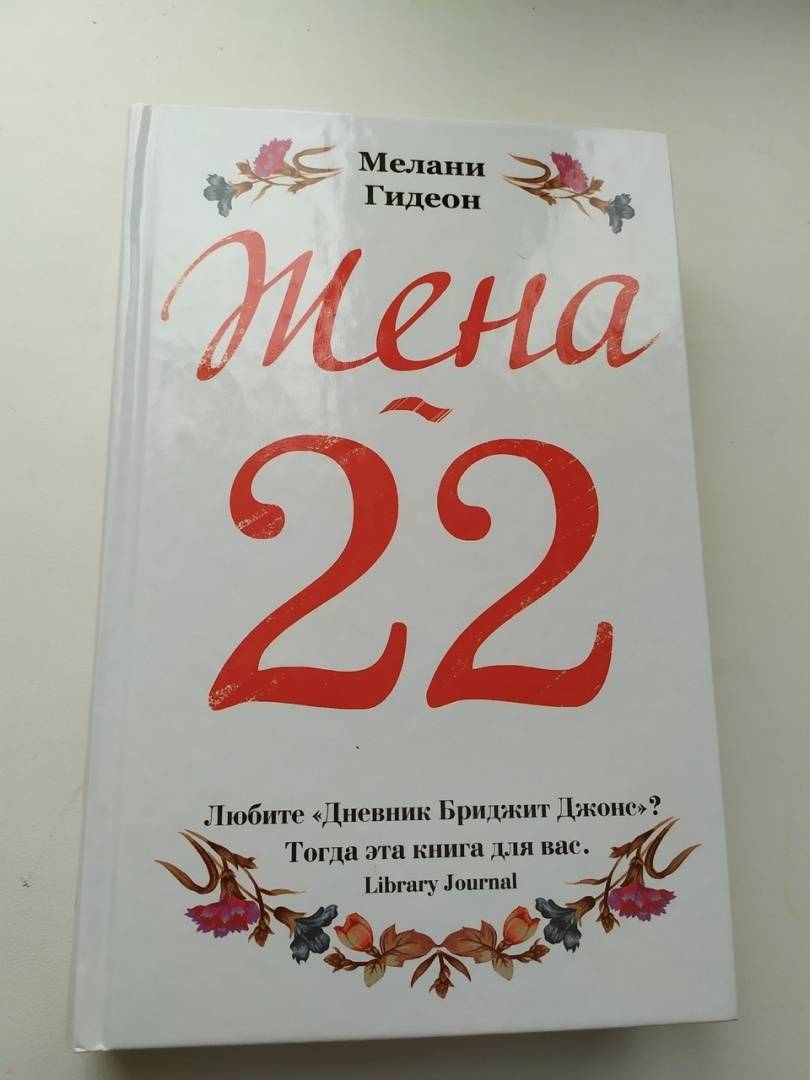 Мелани
Гидеон
Жена
22
Любите «Дневник Бриджит Джонс»?
Тогда эта книга для вас.
Library Journal